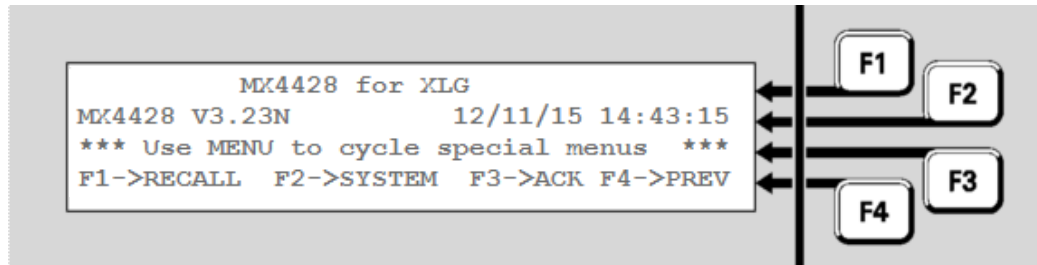 MX4428 for XLG
MX4428 V3.23N 12/11/15 14:43:15
*** Use MENU to cycle special menus ***
F1->RECALL F2->SYSTEM F3->ACK F4->PREV
F1
F2
F3
F4